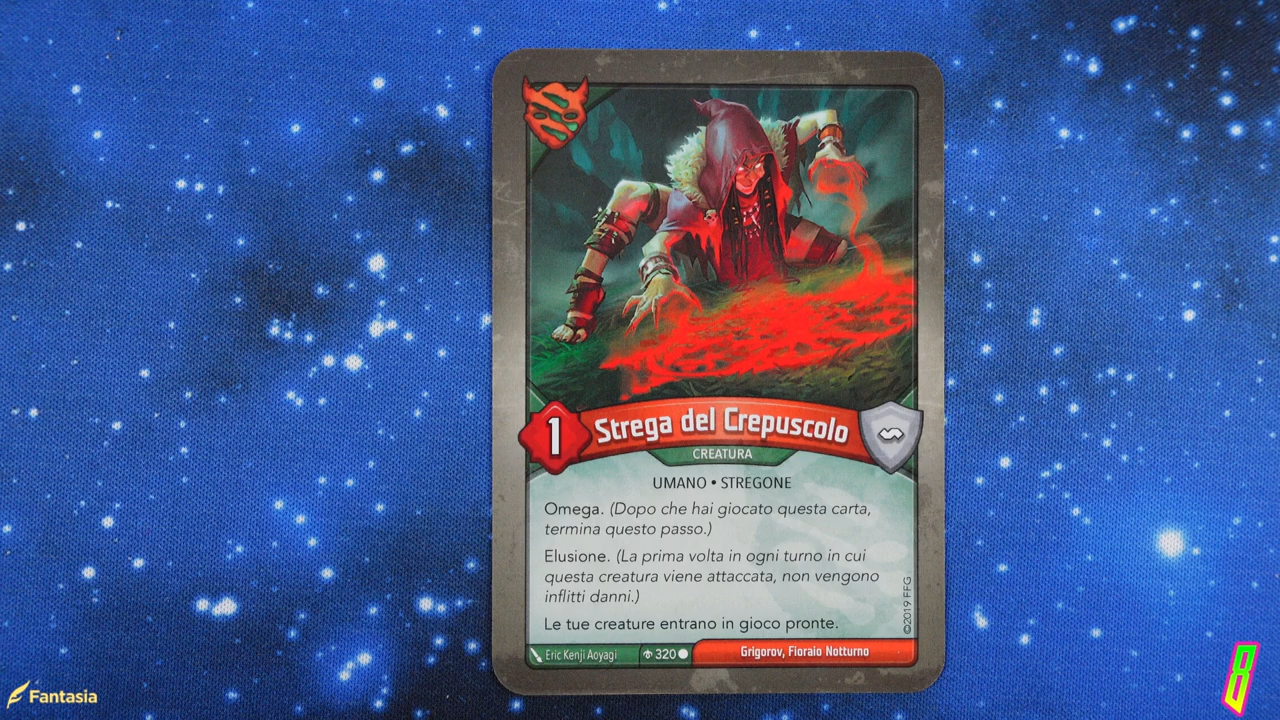 1
Strega del Crepuscolo
CREATURA
UMANO • STREGONE
Omega. (Dopo che hai giocato questa carta,
termina questo passo.)
Elusione. (La prima volta in ogni turno in cui
questa creatura viene attaccata, non vengono
inflitti danni.)
Le tue creature entrano in gioco pronte.
©2019 FFG
Eric Kenji Aoyagi
320
Grigorov, Fioraio Notturno
Fantasia
8